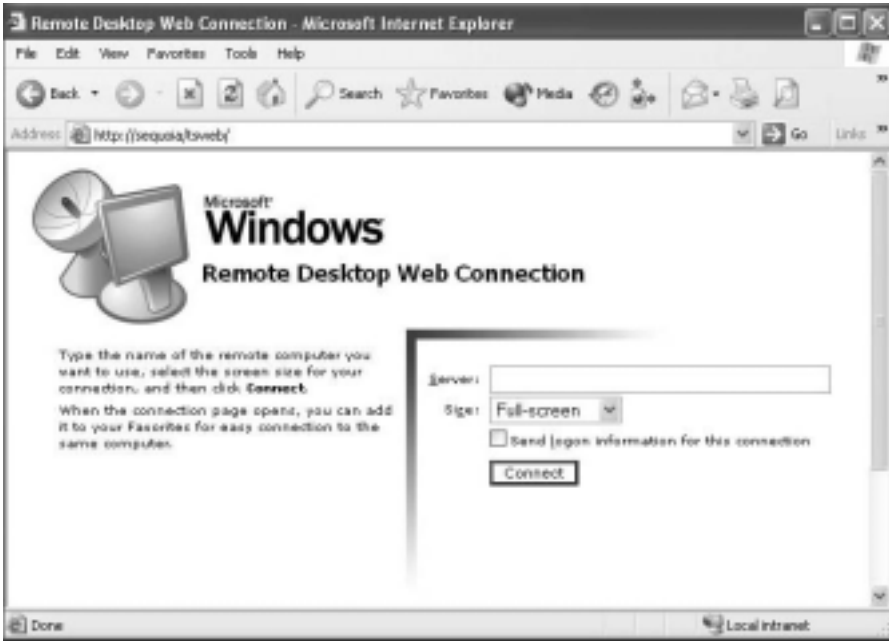 Remote Desktop Web Connection - Microsoft Internet Explorer
File Edit View Favorites Tools Help
Back Search Favorites Media
Address http://sequoia/tsweb/ Go Links
Microsoft
Windows
Remote Desktop Web Connection
Type the name of the remote computer you
want to use, select the screen size for your
connection, and then click Connect.
When the connection page opens, you can add
it to your Favorites for easy connection to the
same computer.
Server:
Size: Full-screen
Send logon information for this connection
Connect
Done Local intranet